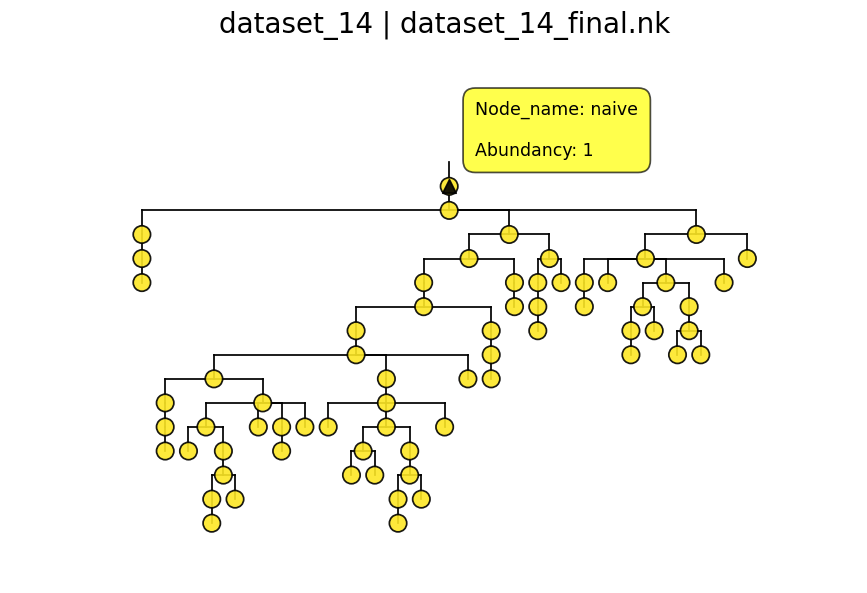 dataset_14 | dataset_14_final.nk
Node_name: naive
Abundancy: 1